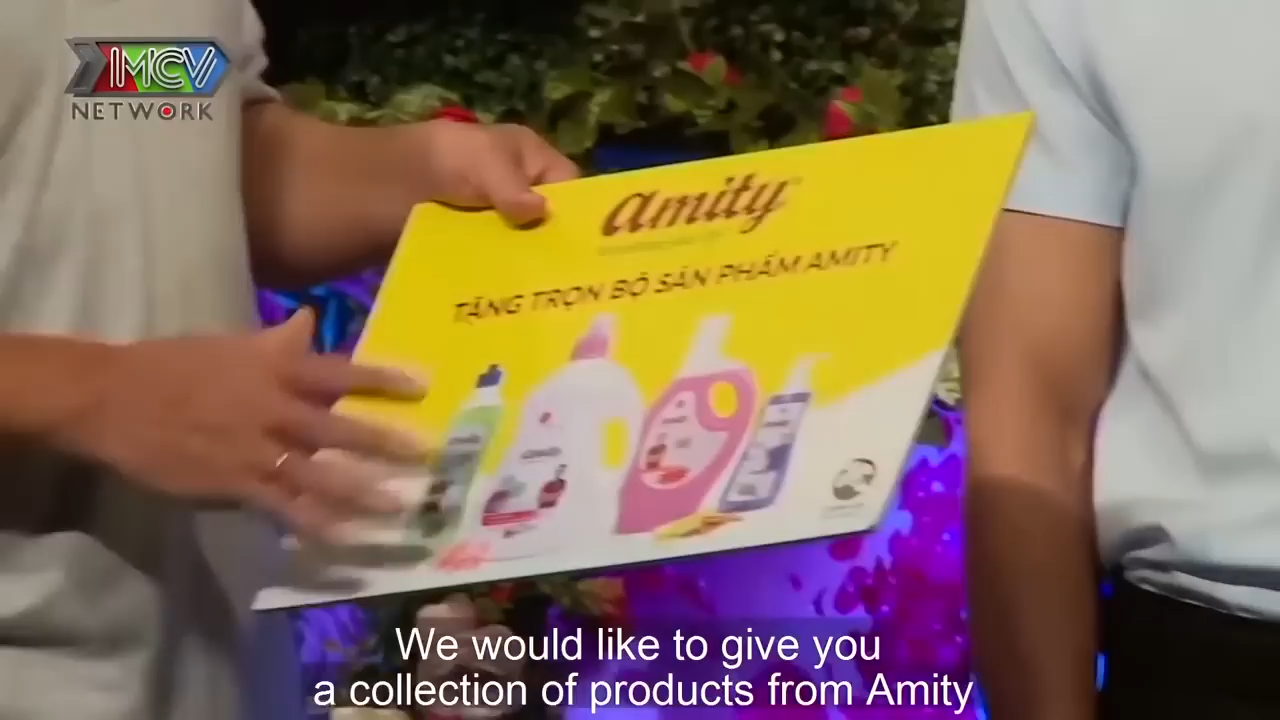 MCV
NETWORK
amity
TẶNG TRỌN BỘ SẢN PHẨM AMITY
We would like to give you
a collection of products from Amity